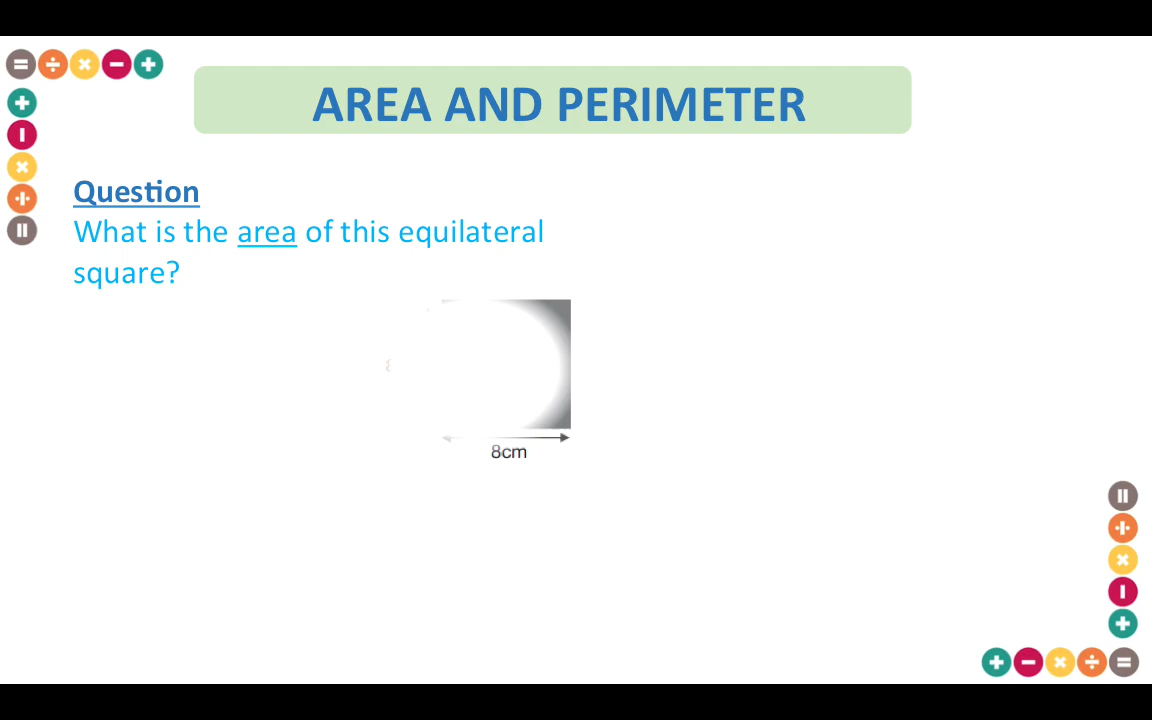 AREA AND PERIMETER
Question
What is the area of this equilateral
square?
8cm